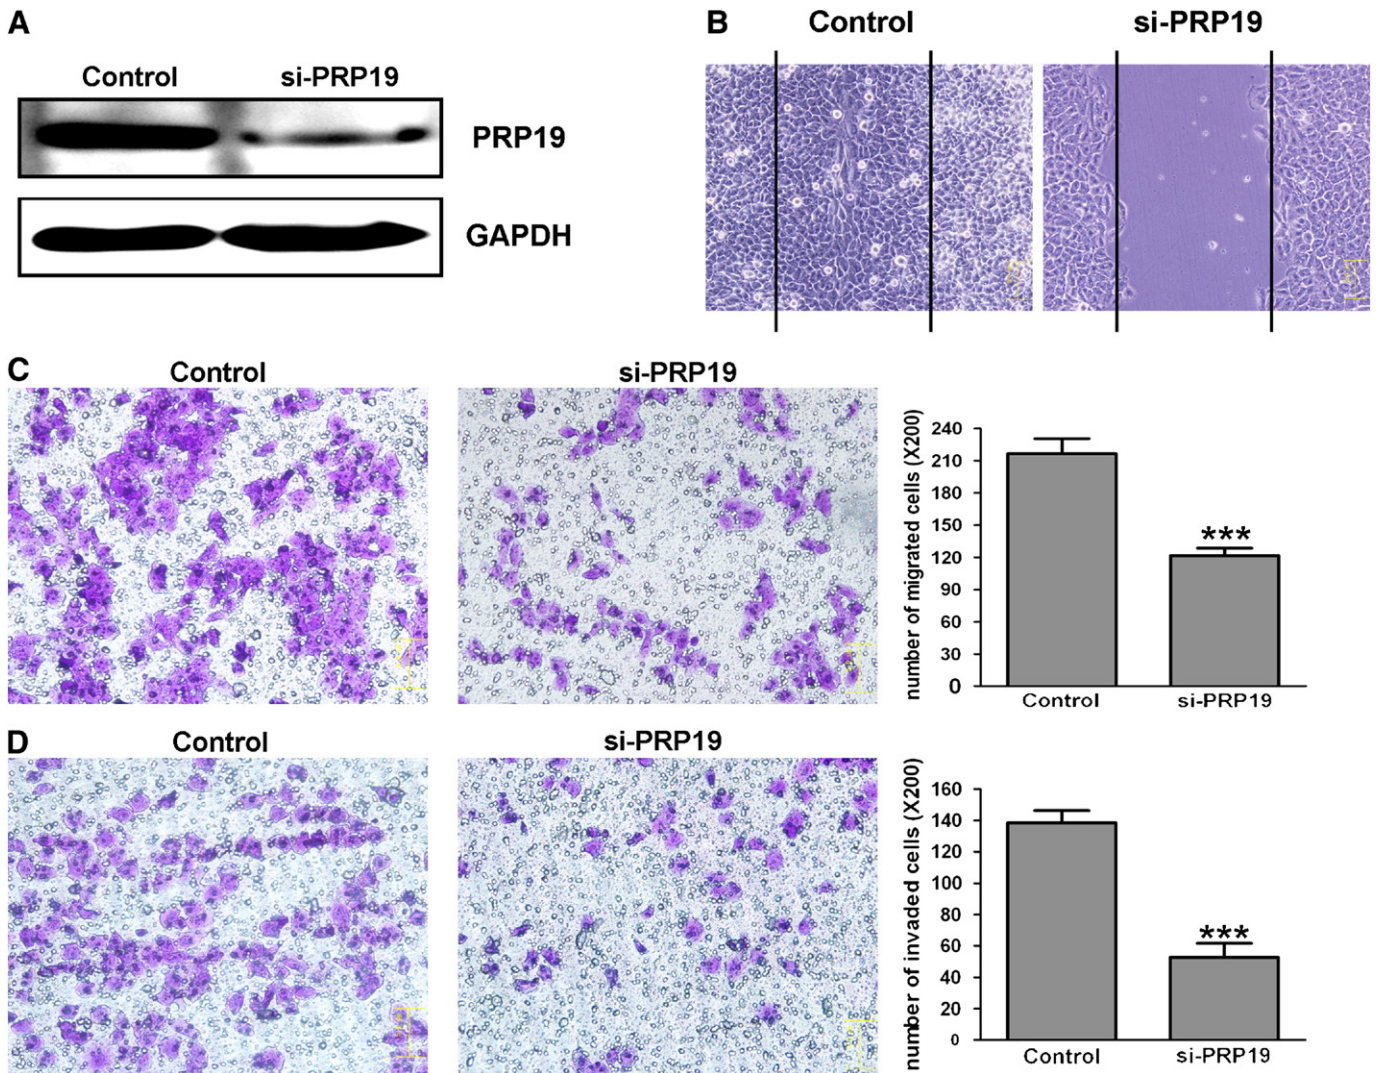 A
Control si-PRP19
PRP19
GAPDH
B
Control si-PRP19
C
Control si-PRP19
number of migrated cells (X200)
240
210
180
150
120
90
60
30
0
***
Control si-PRP19
D
Control si-PRP19
number of invaded cells (X200)
160
140
120
100
80
60
40
20
0
***
Control si-PRP19